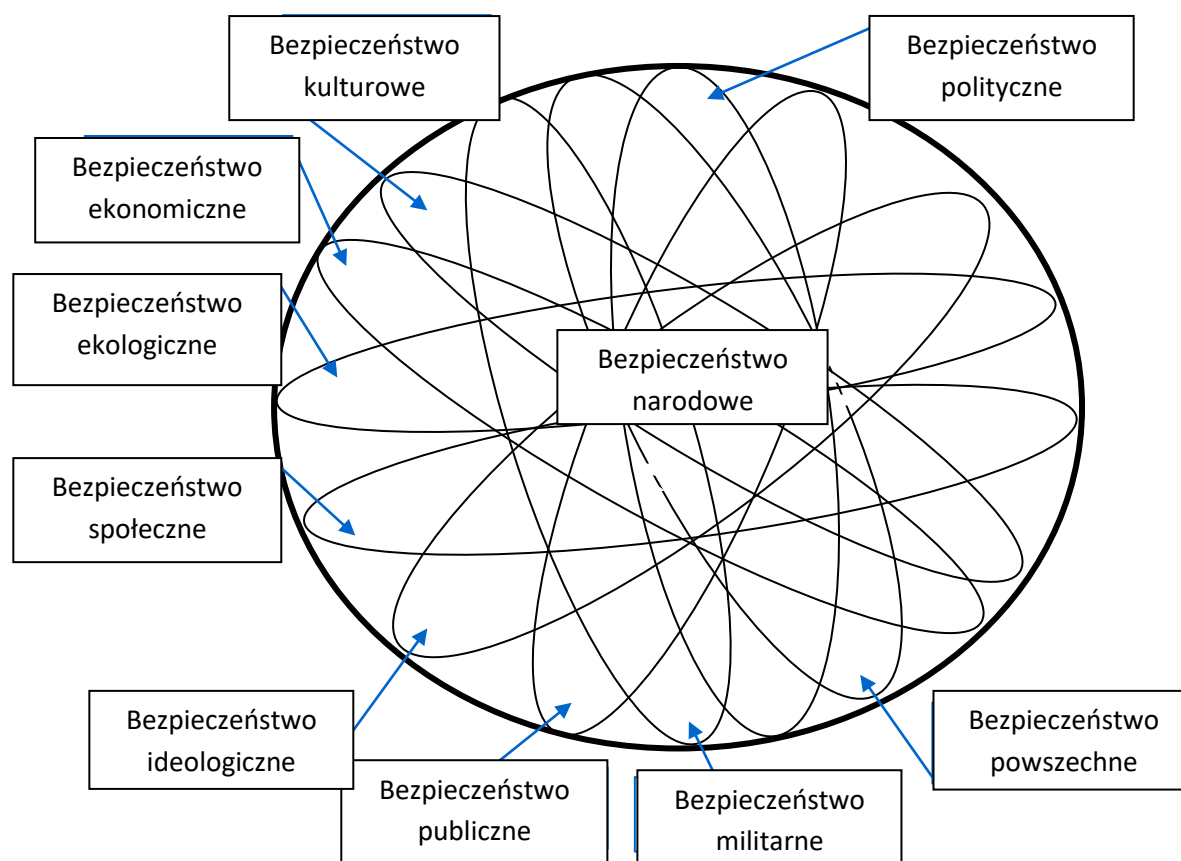 Bezpieczeństwo
kulturowe
Bezpieczeństwo
polityczne
Bezpieczeństwo
ekonomiczne
Bezpieczeństwo
ekologiczne
Bezpieczeństwo
narodowe
Bezpieczeństwo
społeczne
Bezpieczeństwo
ideologiczne
Bezpieczeństwo
powszechne
Bezpieczeństwo
publiczne
Bezpieczeństwo
militarne